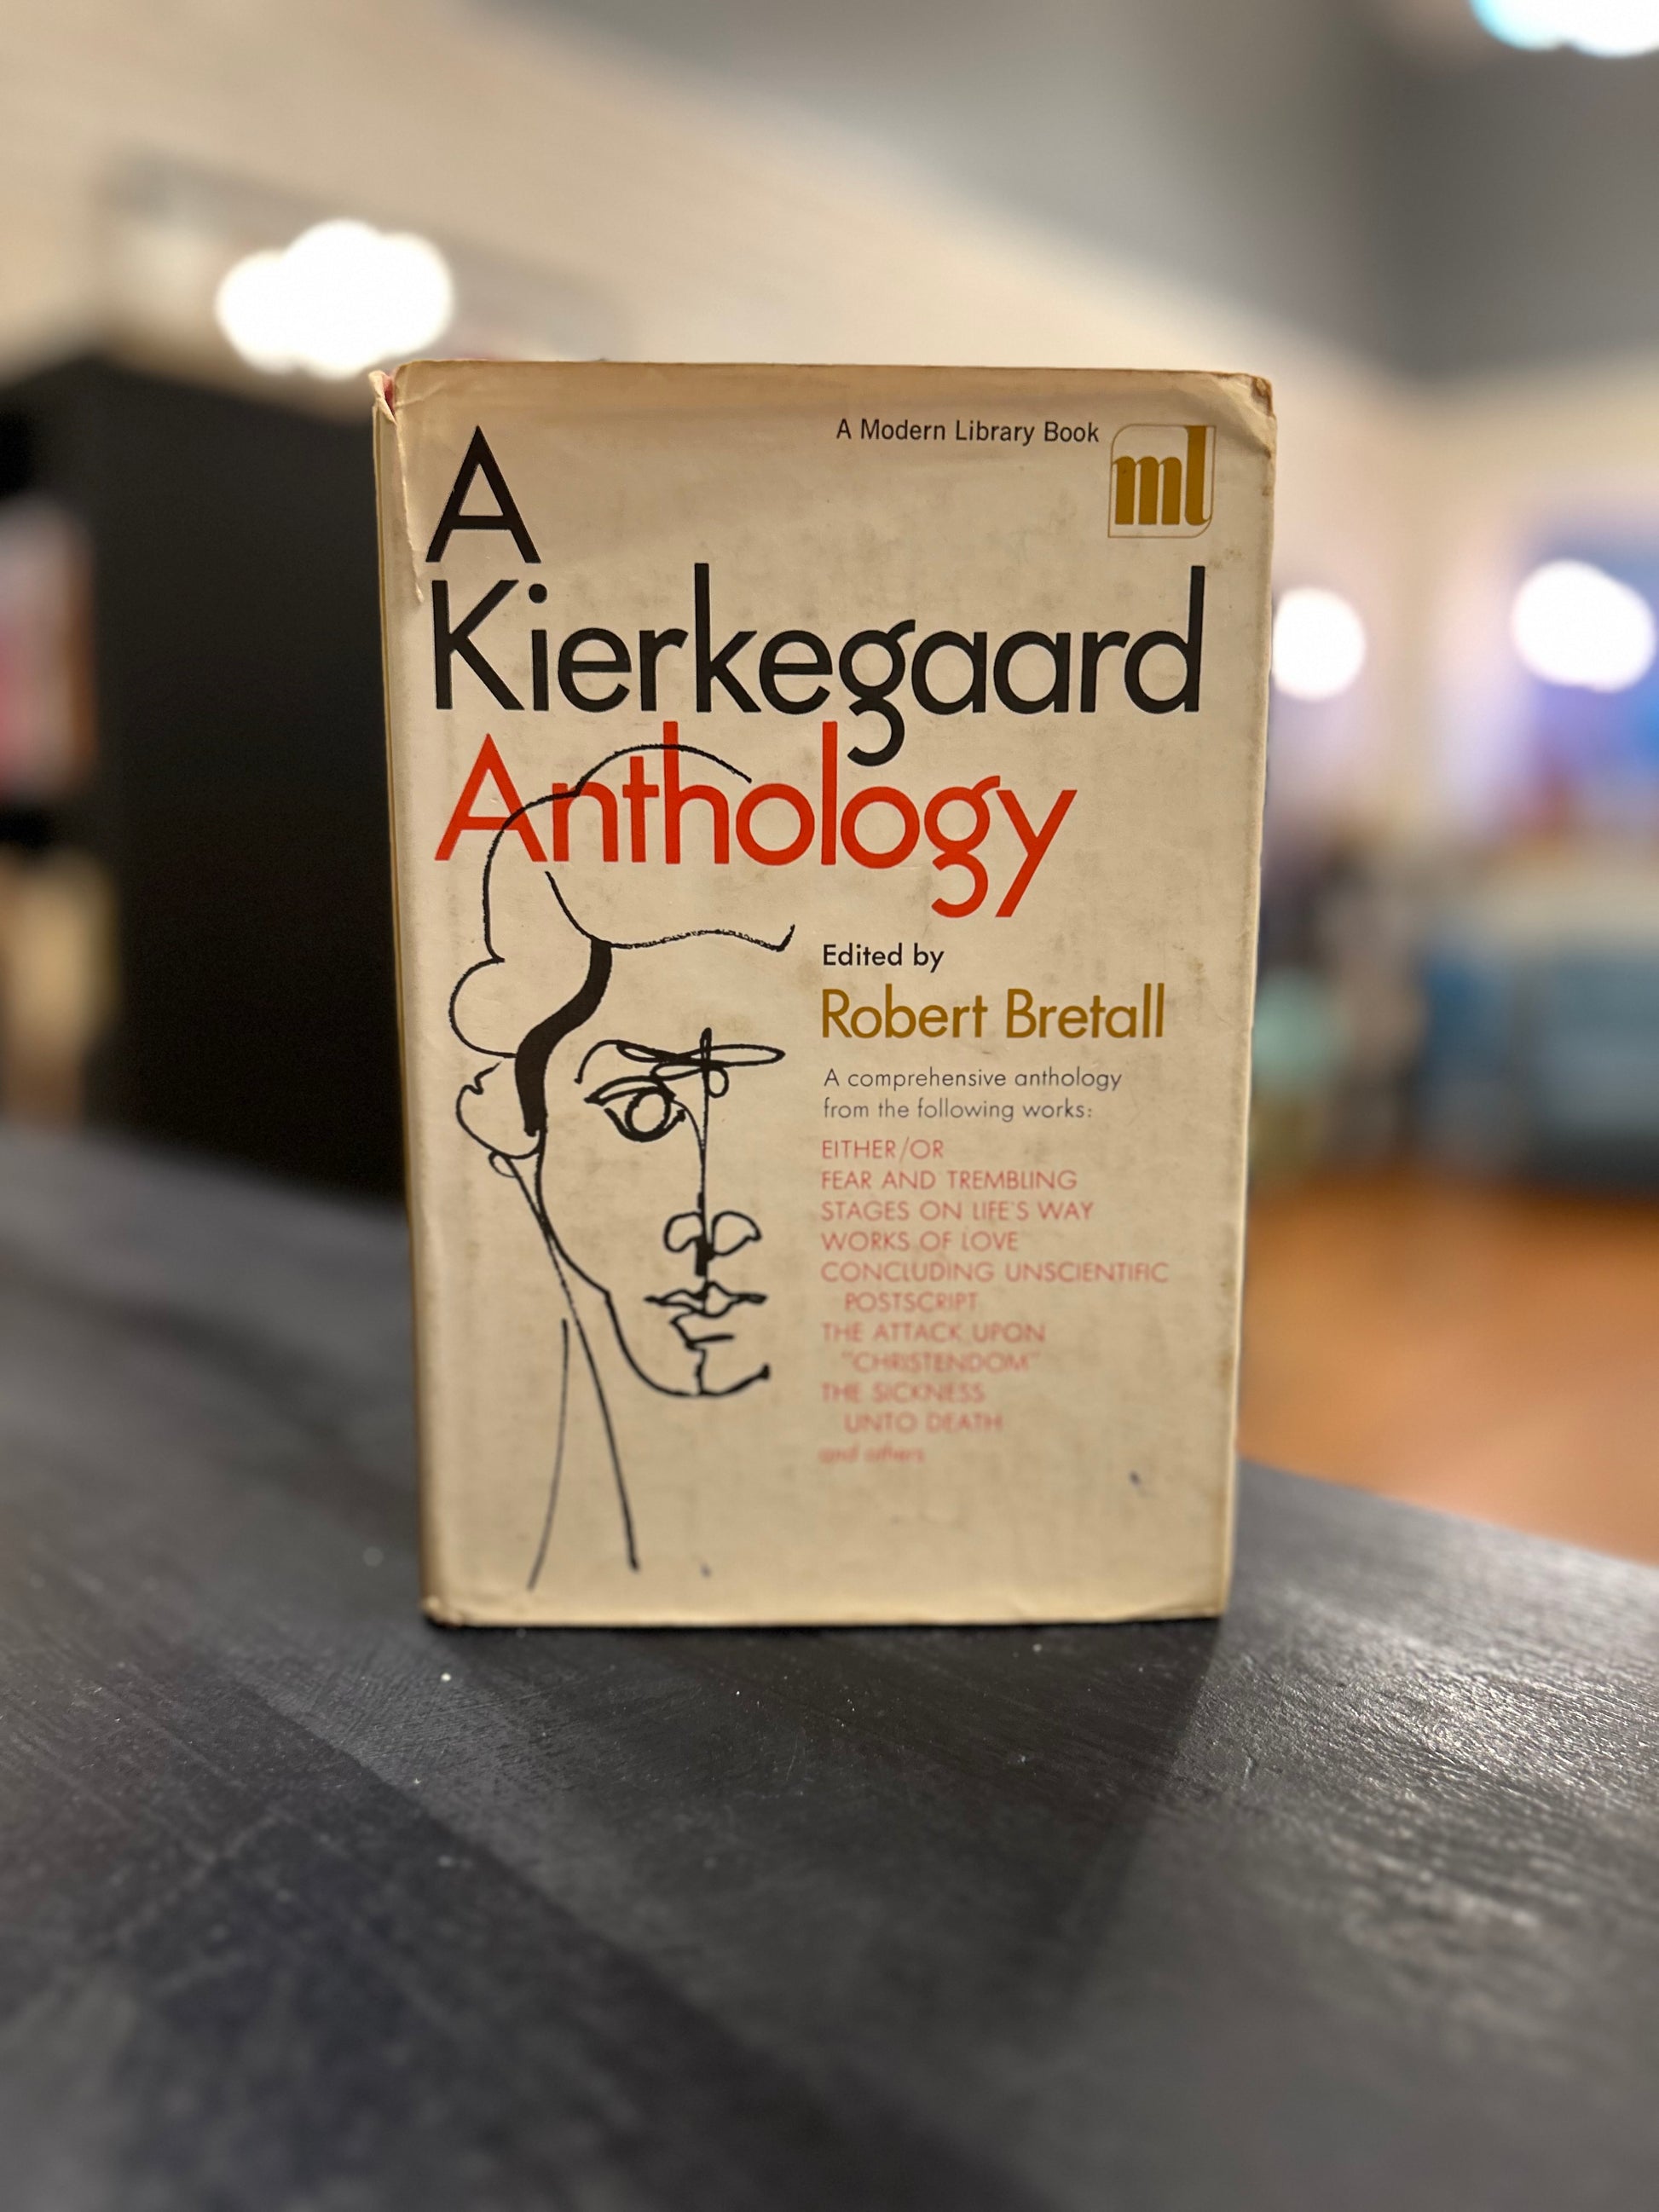 A Modern Library Book
ml
A
Kierkegaard
Anthology
Edited by
Robert Bretall
A comprehensive anthology
from the following works:
EITHER/OR
FEAR AND TREMBLING
STAGES ON LIFE'S WAY
WORKS OF LOVE
CONCLUDING UNSCIENTIFIC
POSTSCRIPT
THE ATTACK UPON
"CHRISTENDOM"
THE SICKNESS
UNTO DEATH
and others